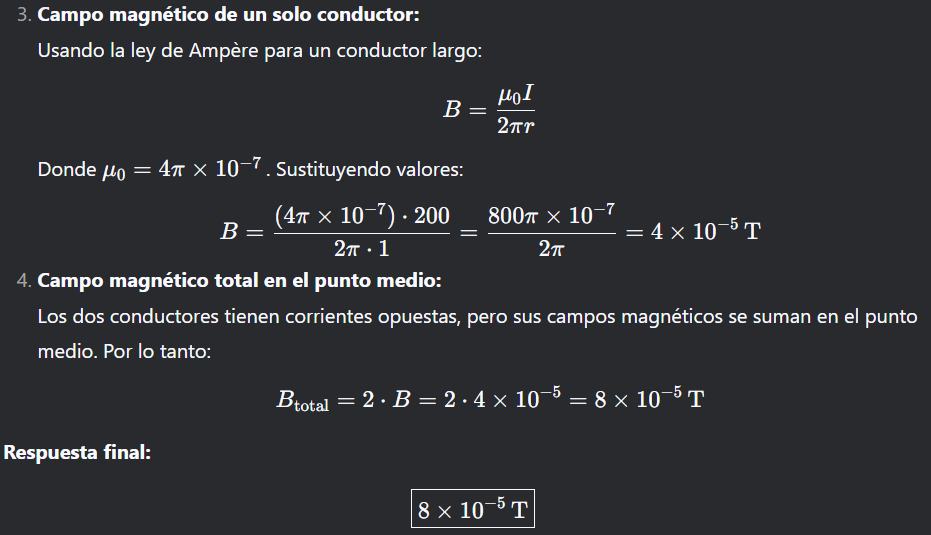 3. Campo magnético de un solo conductor:
Usando la ley de Ampère para un conductor largo:
B = μ₀I / 2πr
Donde μ₀ = 4π × 10⁻⁷ . Sustituyendo valores:
B = (4π × 10⁻⁷) · 200 / 2π · 1 = 800π × 10⁻⁷ / 2π = 4 × 10⁻⁵ T
4. Campo magnético total en el punto medio:
Los dos conductores tienen corrientes opuestas, pero sus campos magnéticos se suman en el punto
medio. Por lo tanto:
B_total = 2 · B = 2 · 4 × 10⁻⁵ = 8 × 10⁻⁵ T
Respuesta final:
8 × 10⁻⁵ T